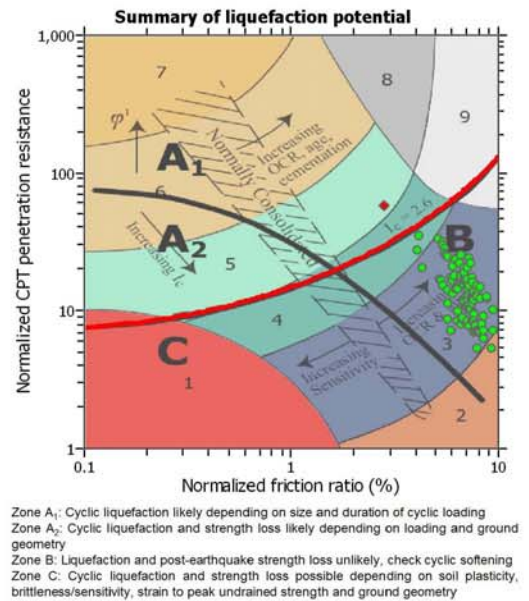 Summary of liquefaction potential
1,000
100
10
1
0.1
1
10
Normalized CPT penetration resistance
Normalized friction ratio (%)
7
8
9
φ'
Normally Consolidated
Increasing
OCR, age,
cementation
A1
6
A2
Increasing Ic
5
Ic = 2.6
B
4
Increasing
OCR &
3
Increasing
Sensitivity
C
1
2
Zone A1: Cyclic liquefaction likely depending on size and duration of cyclic loading
Zone A2: Cyclic liquefaction and strength loss likely depending on loading and ground
geometry
Zone B: Liquefaction and post-earthquake strength loss unlikely, check cyclic softening
Zone C: Cyclic liquefaction and strength loss possible depending on soil plasticity,
brittleness/sensitivity, strain to peak undrained strength and ground geometry